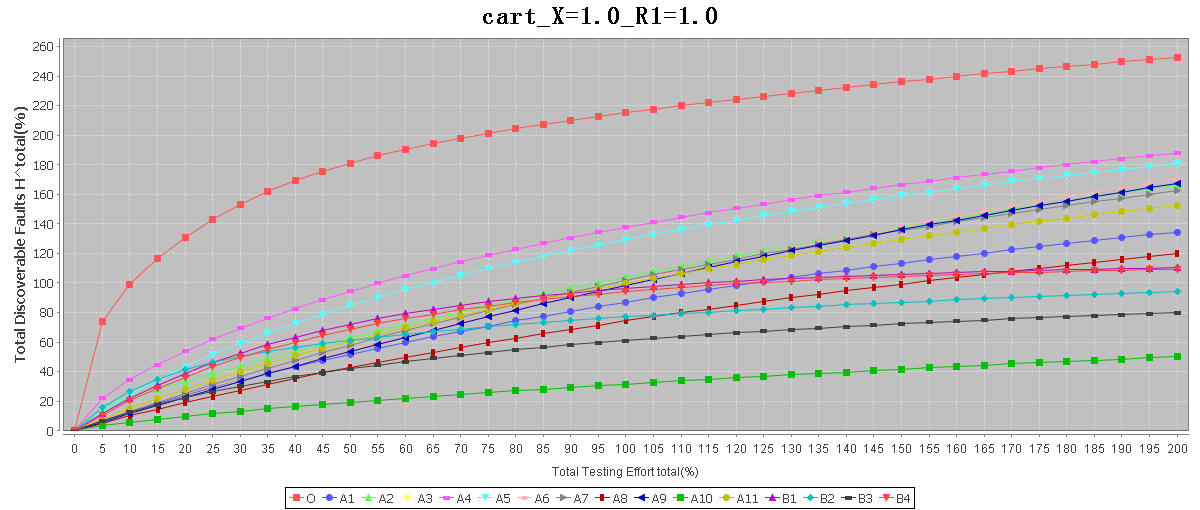 cart_X=1.0_R1=1.0
Total Discoverable Faults H^total(%)
260
240
220
200
180
160
140
120
100
80
60
40
20
0
0 5 10 15 20 25 30 35 40 45 50 55 60 65 70 75 80 85 90 95 100 105 110 115 120 125 130 135 140 145 150 155 160 165 170 175 180 185 190 195 200
Total Testing Effort total(%)
O A1 A2 A3 A4 A5 A6 A7 A8 A9 A10 A11 B1 B2 B3 B4